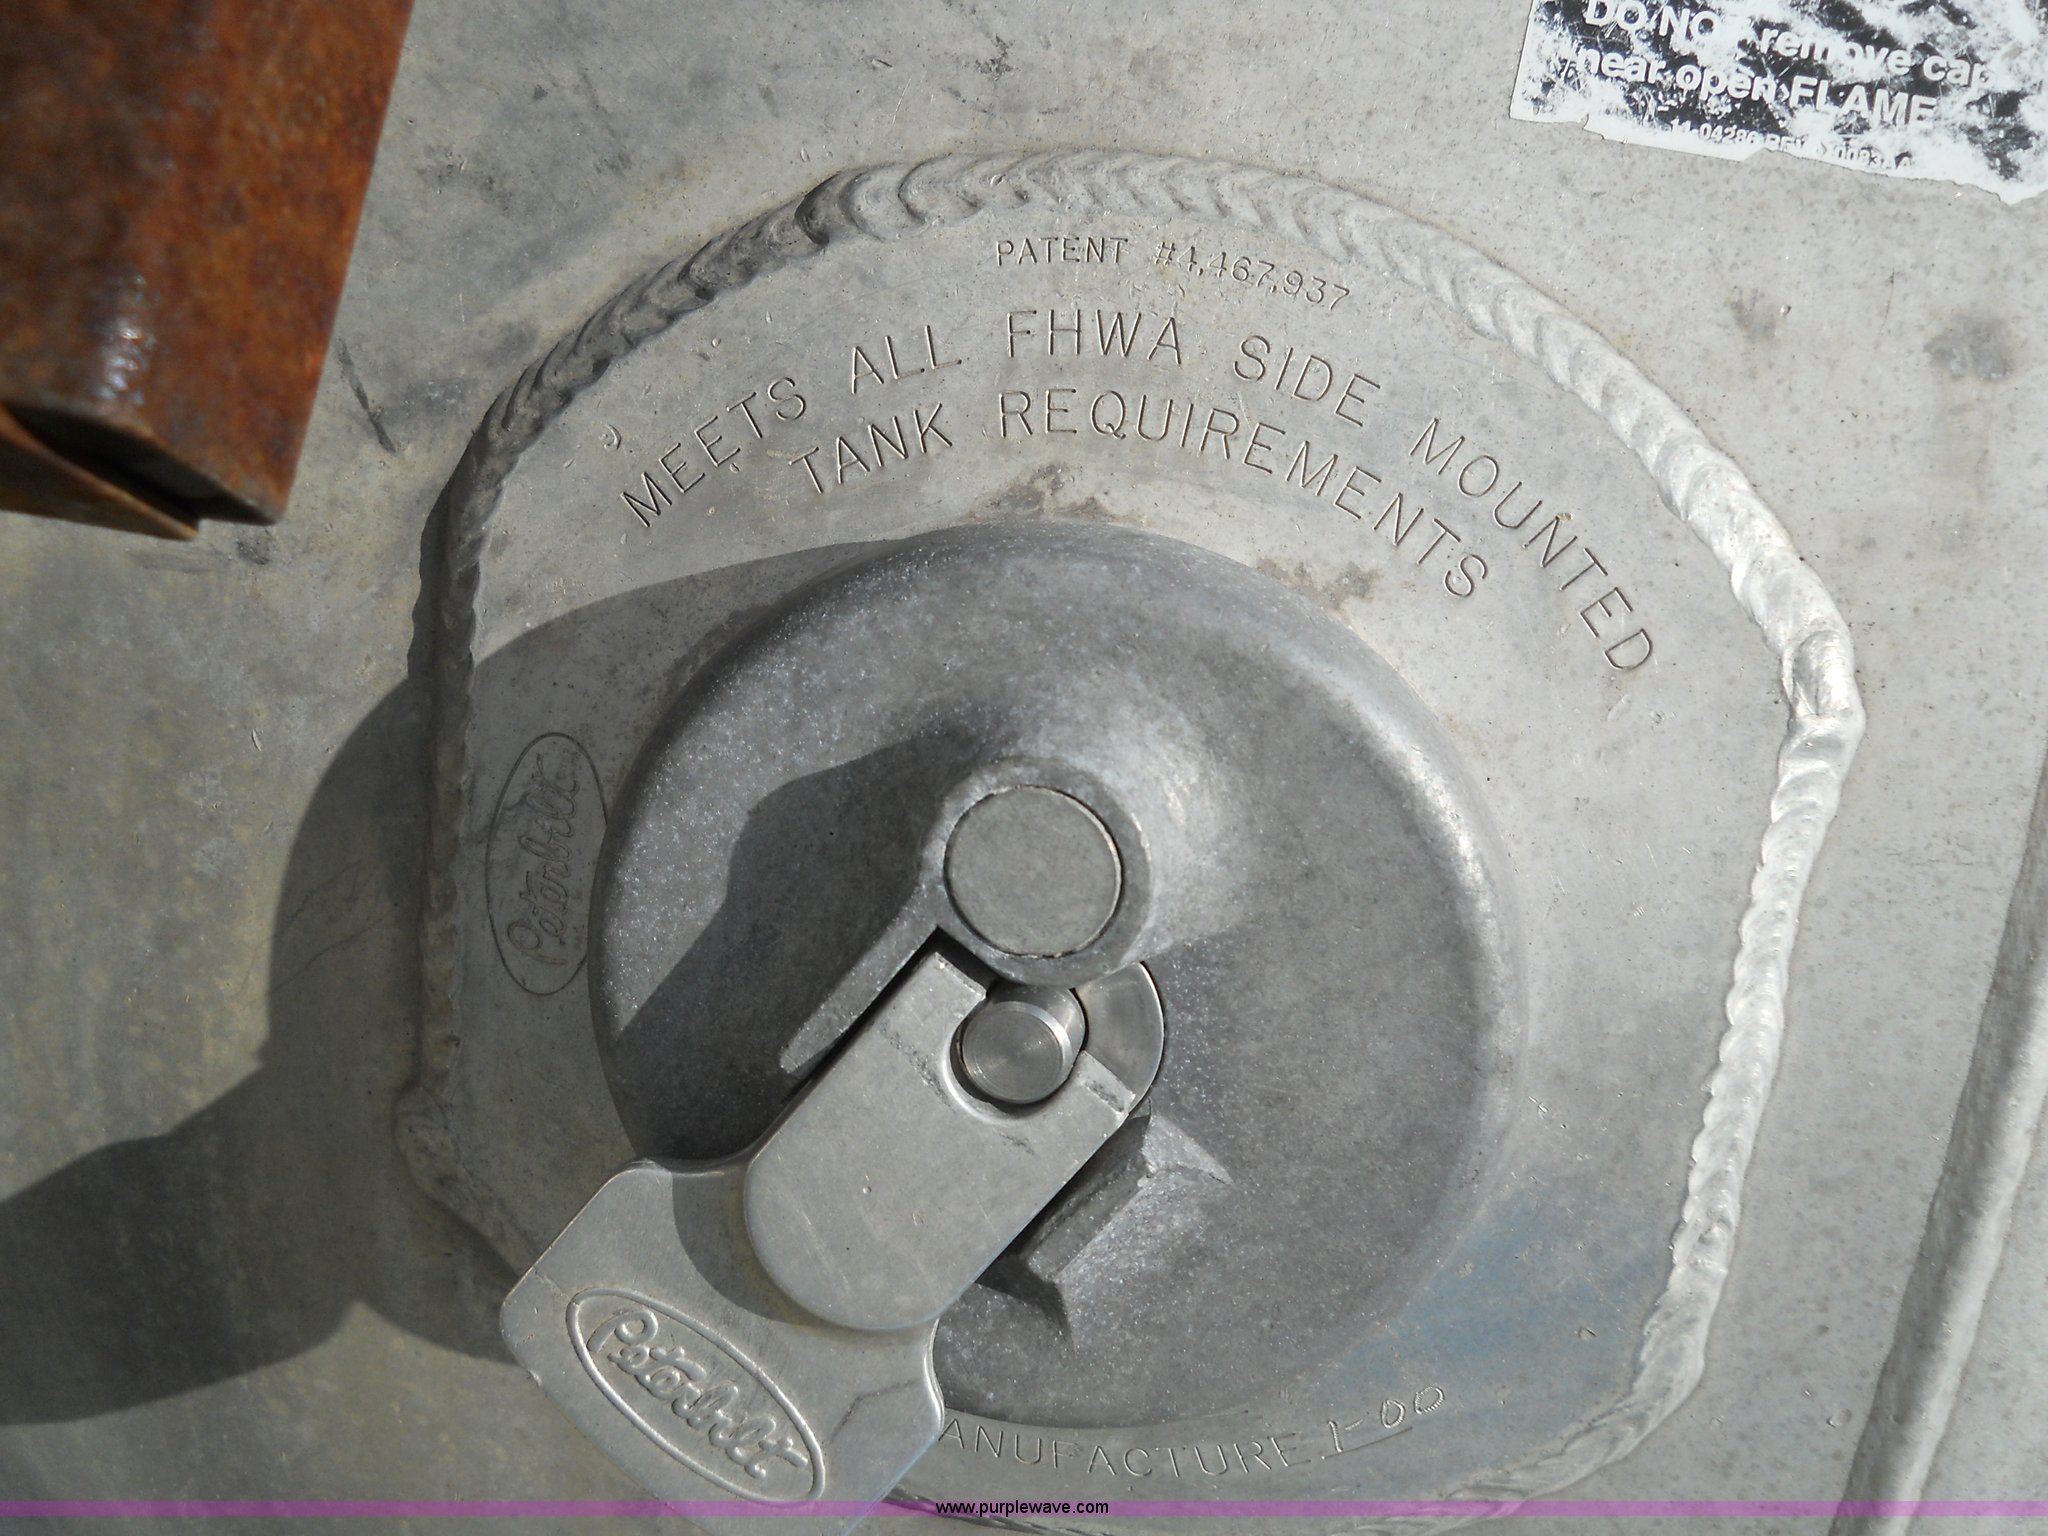 DO NOT remove cap
near open FLAME
PATENT #4,467,937
MEETS ALL FHWA SIDE MOUNTED
TANK REQUIREMENTS
Peterbilt
Peterbilt
ANUFACTURE 1-00
www.purplewave.com